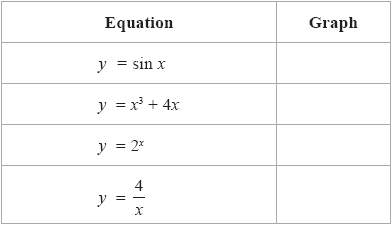 Equation Graph
y = sin x
y = x³ + 4x
y = 2ˣ
y = 4/x